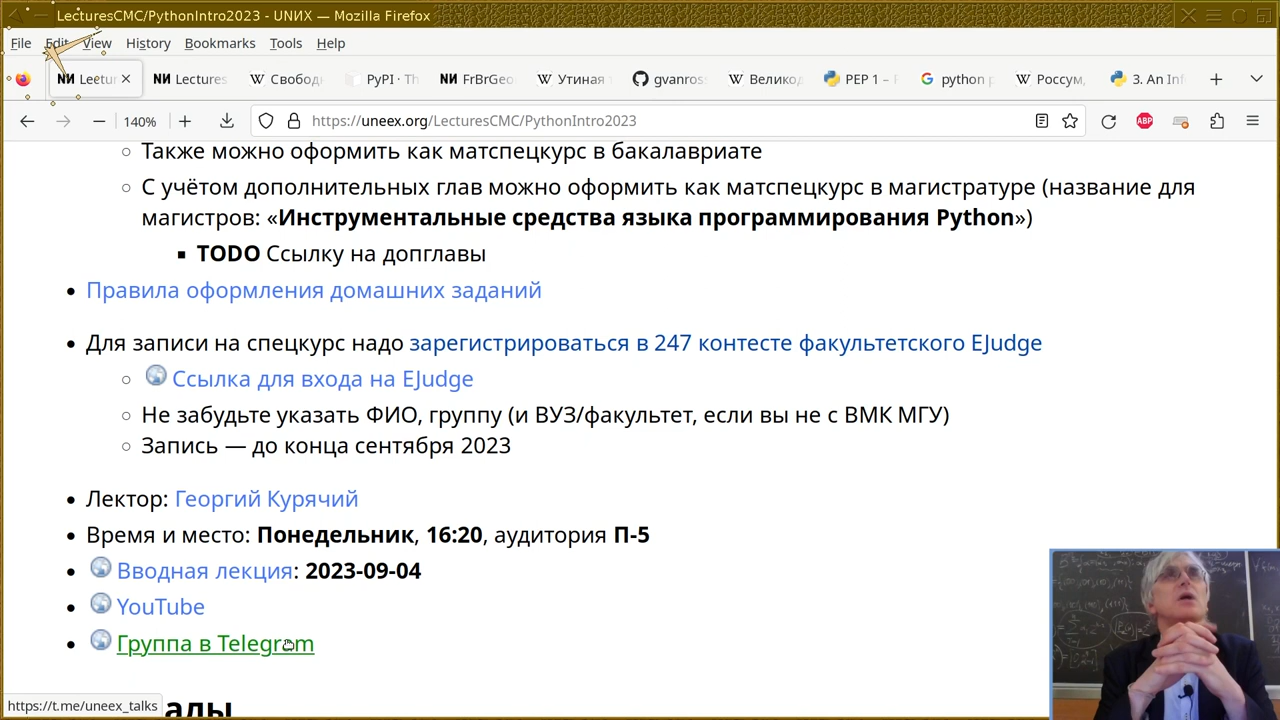 LecturesCMC/PythonIntro2023 - UNИX — Mozilla Firefox
File Edit View History Bookmarks Tools Help
Lectur Lectures Свобод PyPI · Th FrBrGeo Утиная gvanros Велико PEP 1 – python p Россум, 3. An Inf
140% https://uneex.org/LecturesCMC/PythonIntro2023 ABP
Также можно оформить как матспецкурс в бакалавриате
С учётом дополнительных глав можно оформить как матспецкурс в магистратуре (название для
магистров: «Инструментальные средства языка программирования Python»)
TODO Ссылку на допглавы
Правила оформления домашних заданий
Для записи на спецкурс надо зарегистрироваться в 247 контесте факультетского EJudge
Ссылка для входа на EJudge
Не забудьте указать ФИО, группу (и ВУЗ/факультет, если вы не с ВМК МГУ)
Запись — до конца сентября 2023
Лектор: Георгий Курячий
Время и место: Понедельник, 16:20, аудитория П-5
Вводная лекция: 2023-09-04
YouTube
Группа в Telegram
https://t.me/uneex_talks